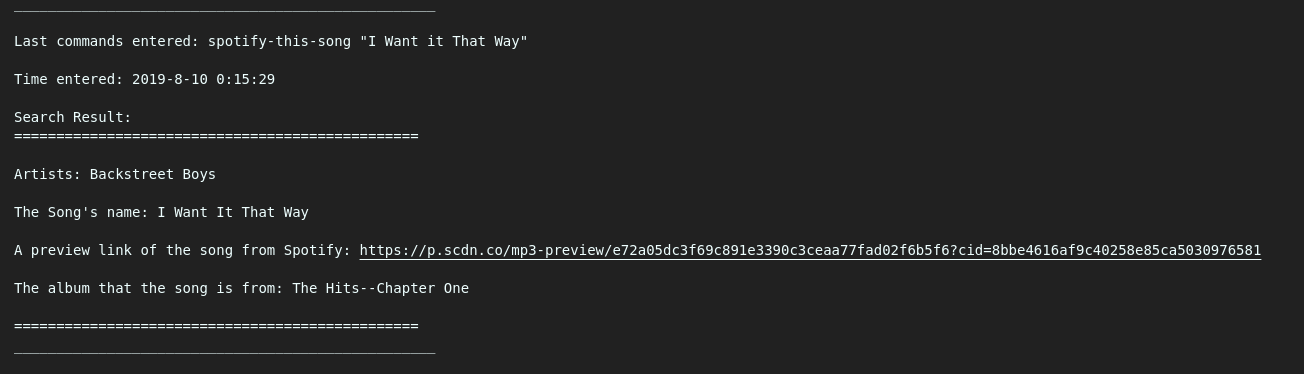 Last commands entered: spotify-this-song "I Want it That Way"
Time entered: 2019-8-10 0:15:29
Search Result:
================================================
Artists: Backstreet Boys
The Song's name: I Want It That Way
A preview link of the song from Spotify: https://p.scdn.co/mp3-preview/e72a05dc3f69c891e3390c3ceaa77fad02f6b5f6?cid=8bbe4616af9c40258e85ca5030976581
The album that the song is from: The Hits--Chapter One
================================================